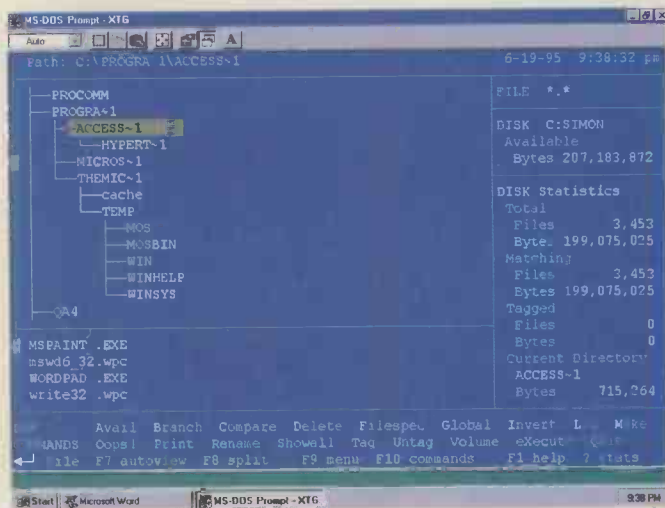 MS-DOS Prompt - XTG
Auto
A
Path: C:\PROGRA~1\ACCESS~1
6-19-95 9:38:32 pm
PROCOMM
PROGRA~1
ACCESS~1
HYPERT~1
MICROS~1
THEMIC~1
cache
TEMP
MOS
MOSBIN
WIN
WINHELP
WINSYS
QA4
FILE *.*
DISK C:SIMON
Available
Bytes 207,183,872
DISK Statistics
Total
Files 3,453
Bytes 199,075,025
Matching
Files 3,453
Bytes 199,075,025
Tagged
Files 0
Bytes 0
Current Directory
ACCESS~1
Bytes 715,264
MSPAINT .EXE
mswd6_32.wpc
WORDPAD .EXE
write32 .wpc
Avail Branch Compare Delete Filespec Global Invert
Oops! Print Rename Showall Tag Untag Volume
F7 autoview F8 split F9 menu F10 commands F1 help ? stats
Start Microsoft Word MS-DOS Prompt - XTG 9:38 PM